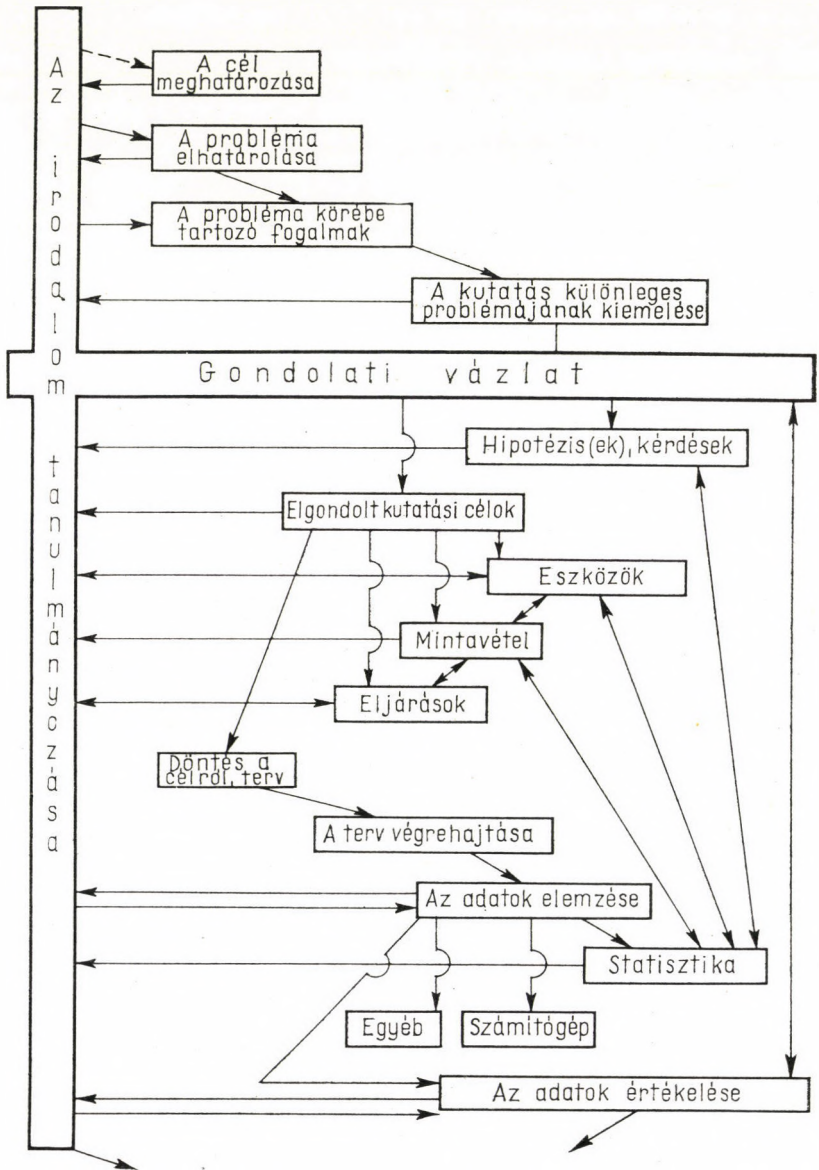 Az irodalom tanulmányczása
A cél
meghatározása
A probléma
elhatárolása
A probléma körébe
tartozó fogalmak
A kutatás különleges
problémájának kiemelése
Gondolati vázlat
Hipotézis(ek), kérdések
Elgondolt kutatási célok
Eszközök
Mintavétel
Eljárások
Döntés a
célról, terv
A terv végrehajtása
Az adatok elemzése
Statisztika
Egyéb
Számítógép
Az adatok értékelése